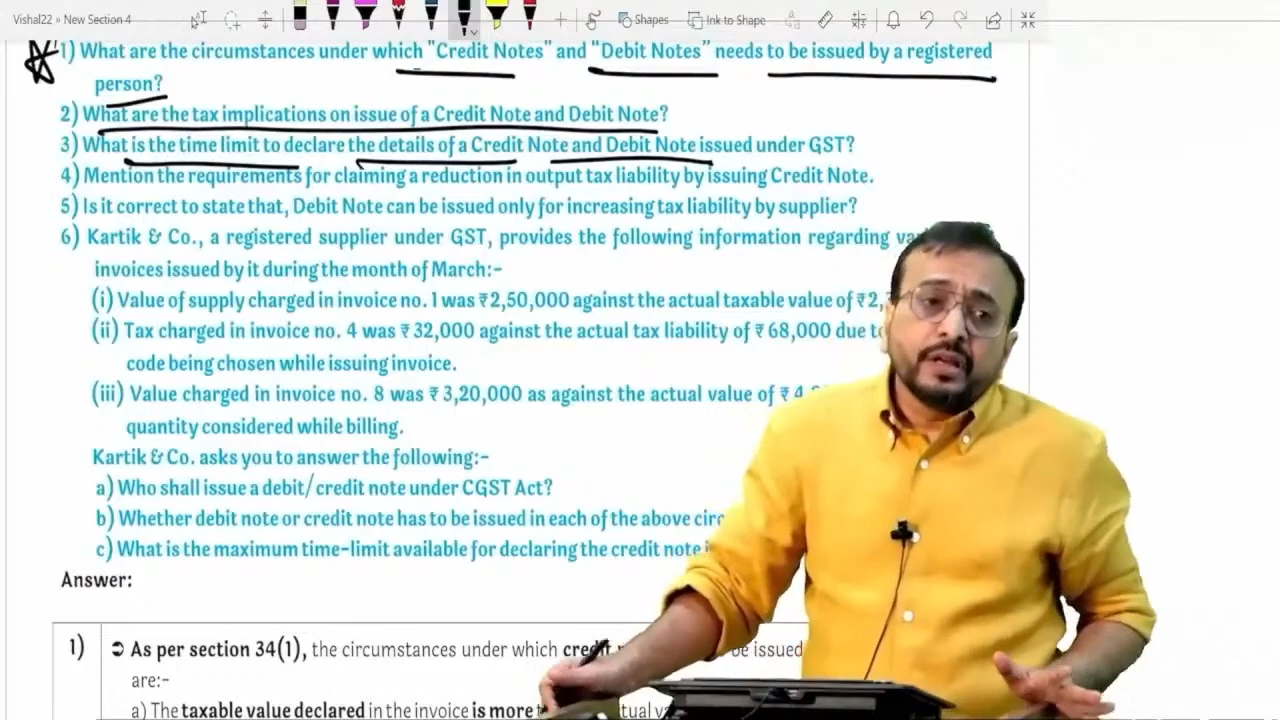 Vishal22 » New Section 4
Shapes
Ink to Shape
1) What are the circumstances under which "Credit Notes" and “Debit Notes” needs to be issued by a registered
person?
2) What are the tax implications on issue of a Credit Note and Debit Note?
3) What is the time limit to declare the details of a Credit Note and Debit Note issued under GST?
4) Mention the requirements for claiming a reduction in output tax liability by issuing Credit Note.
5) Is it correct to state that, Debit Note can be issued only for increasing tax liability by supplier?
6) Kartik & Co., a registered supplier under GST, provides the following information regarding
invoices issued by it during the month of March:-
(i) Value of supply charged in invoice no. 1 was ₹2,50,000 against the actual taxable value of
(ii) Tax charged in invoice no. 4 was ₹ 32,000 against the actual tax liability of ₹ 68,000 due
code being chosen while issuing invoice.
(iii) Value charged in invoice no. 8 was ₹ 3,20,000 as against the actual value of ₹
quantity considered while billing.
Kartik & Co. asks you to answer the following:-
a) Who shall issue a debit/credit note under CGST Act?
b) Whether debit note or credit note has to be issued in each of the above
c) What is the maximum time-limit available for declaring the credit note
Answer:
1) ➲ As per section 34(1), the circumstances under which be issued
are:-
a) The taxable value declared in the invoice is more